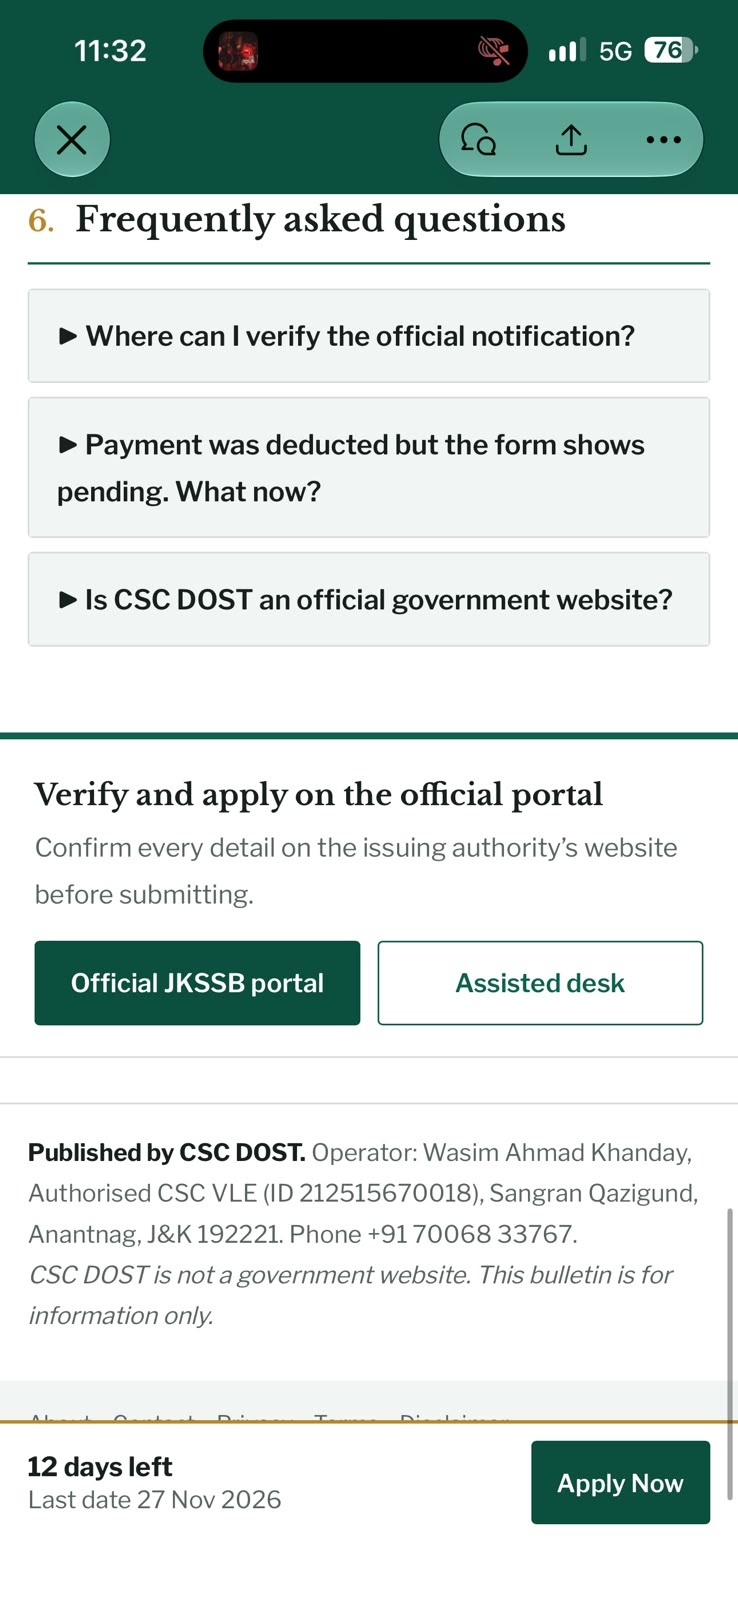 11:32
5G
76
6. Frequently asked questions
▶ Where can I verify the official notification?
▶ Payment was deducted but the form shows
pending. What now?
▶ Is CSC DOST an official government website?
Verify and apply on the official portal
Confirm every detail on the issuing authority’s website
before submitting.
Official JKSSB portal
Assisted desk
Published by CSC DOST. Operator: Wasim Ahmad Khanday,
Authorised CSC VLE (ID 212515670018), Sangran Qazigund,
Anantnag, J&K 192221. Phone +91 70068 33767.
CSC DOST is not a government website. This bulletin is for
information only.
About Contact Privacy Terms Disclaimer
12 days left
Last date 27 Nov 2026
Apply Now